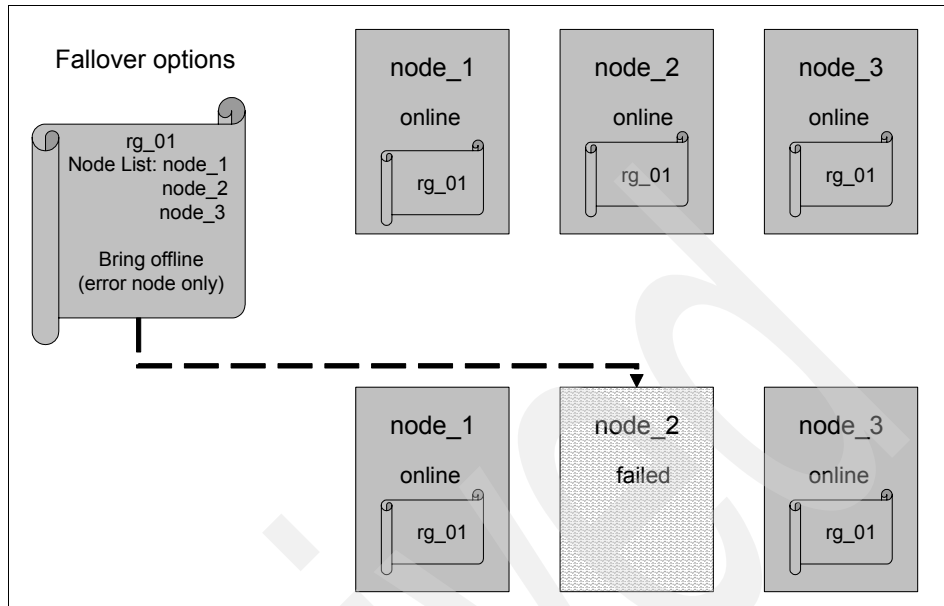 Fallover options
rg_01
Node List: node_1
node_2
node_3
Bring offline
(error node only)
node_1
online
rg_01
node_2
online
rg_01
node_3
online
rg_01
node_1
online
rg_01
node_2
failed
node_3
online
rg_01